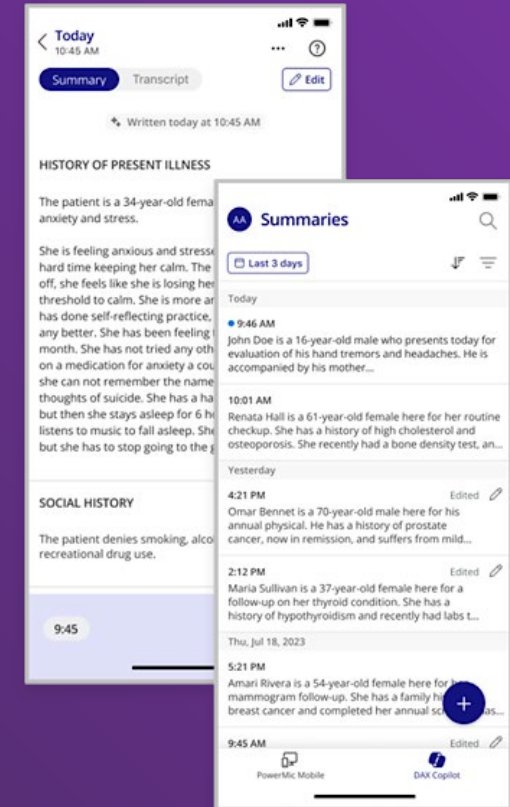 Today
10:45 AM
Summary
Transcript
Edit
Written today at 10:45 AM
HISTORY OF PRESENT ILLNESS
The patient is a 34-year-old
anxiety and stress.
She is feeling anxious and
hard time keeping her calm. The
off, she feels like she is losing
threshold to calm. She is more
has done self-reflecting practice,
any better. She has been feeling
month. She has not tried any
on a medication for anxiety a
she can not remember the name
thoughts of suicide. She has a
but then she stays asleep for 6
listens to music to fall asleep.
but she has to stop going to the
SOCIAL HISTORY
The patient denies smoking,
recreational drug use.
9:45
AA
Summaries
Last 3 days
Today
9:46 AM
John Doe is a 16-year-old male who presents today for
evaluation of his hand tremors and headaches. He is
accompanied by his mother...
10:01 AM
Renata Hall is a 61-year-old female here for her routine
checkup. She has a history of high cholesterol and
osteoporosis. She recently had a bone density test, an...
Yesterday
4:21 PM
Edited
Omar Bennet is a 70-year-old male here for his
annual physical. He has a history of prostate
cancer, now in remission, and suffers from mild...
2:12 PM
Edited
Maria Sullivan is a 37-year-old female here for a
follow-up on her thyroid condition. She has a
history of hypothyroidism and recently had labs t...
Thu, Jul 18, 2023
5:21 PM
Amari Rivera is a 54-year-old female here for her
mammogram follow-up. She has a family
breast cancer and completed her annual
9:45 AM
Edited
PowerMic Mobile
DAX Copilot